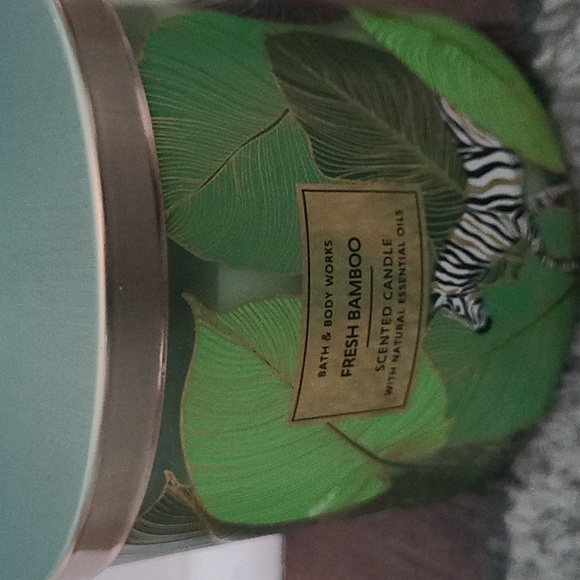 BATH & BODY WORKS
FRESH BAMBOO
SCENTED CANDLE
WITH NATURAL ESSENTIAL OILS